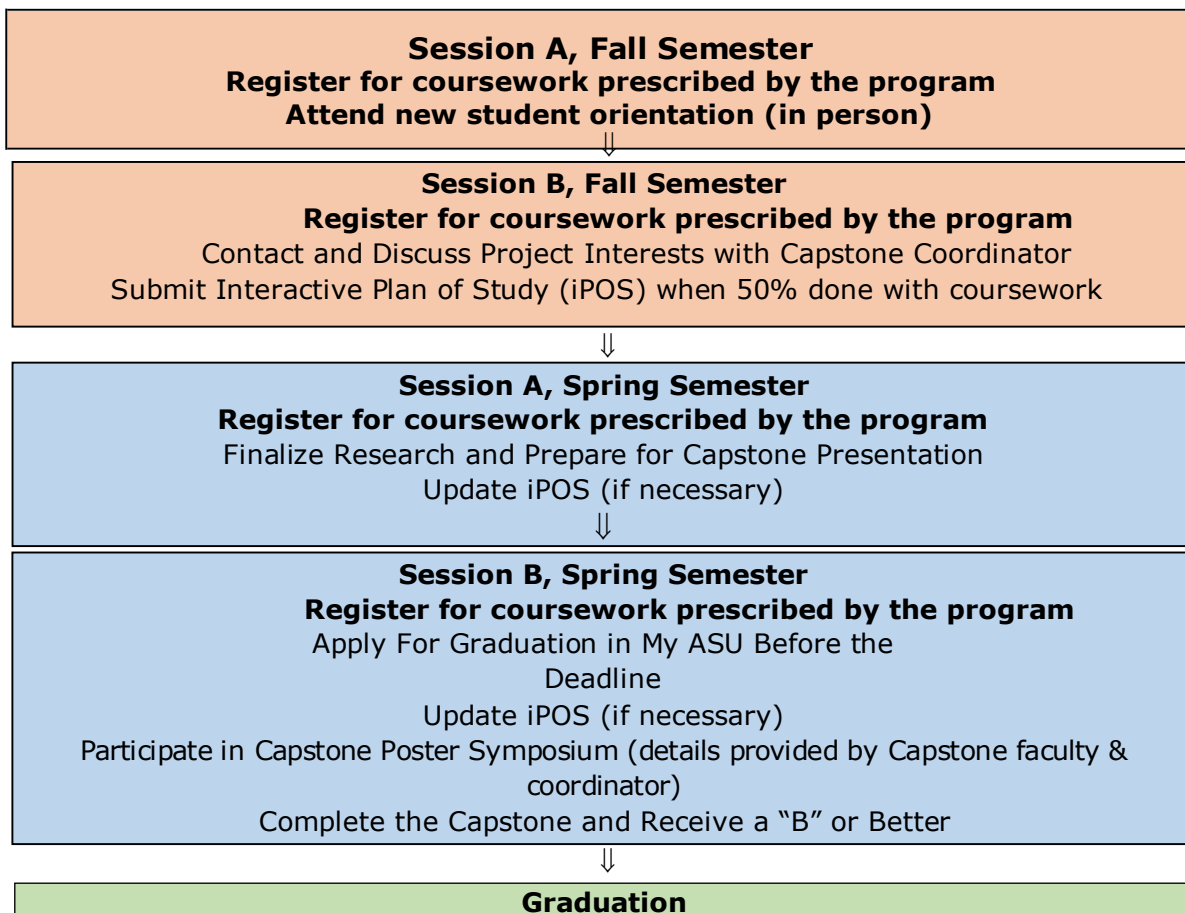 Session A, Fall Semester
Register for coursework prescribed by the program
Attend new student orientation (in person)
⇓
Session B, Fall Semester
Register for coursework prescribed by the program
Contact and Discuss Project Interests with Capstone Coordinator
Submit Interactive Plan of Study (iPOS) when 50% done with coursework
⇓
Session A, Spring Semester
Register for coursework prescribed by the program
Finalize Research and Prepare for Capstone Presentation
Update iPOS (if necessary)
⇓
Session B, Spring Semester
Register for coursework prescribed by the program
Apply For Graduation in My ASU Before the
Deadline
Update iPOS (if necessary)
Participate in Capstone Poster Symposium (details provided by Capstone faculty &
coordinator)
Complete the Capstone and Receive a “B” or Better
⇓
Graduation